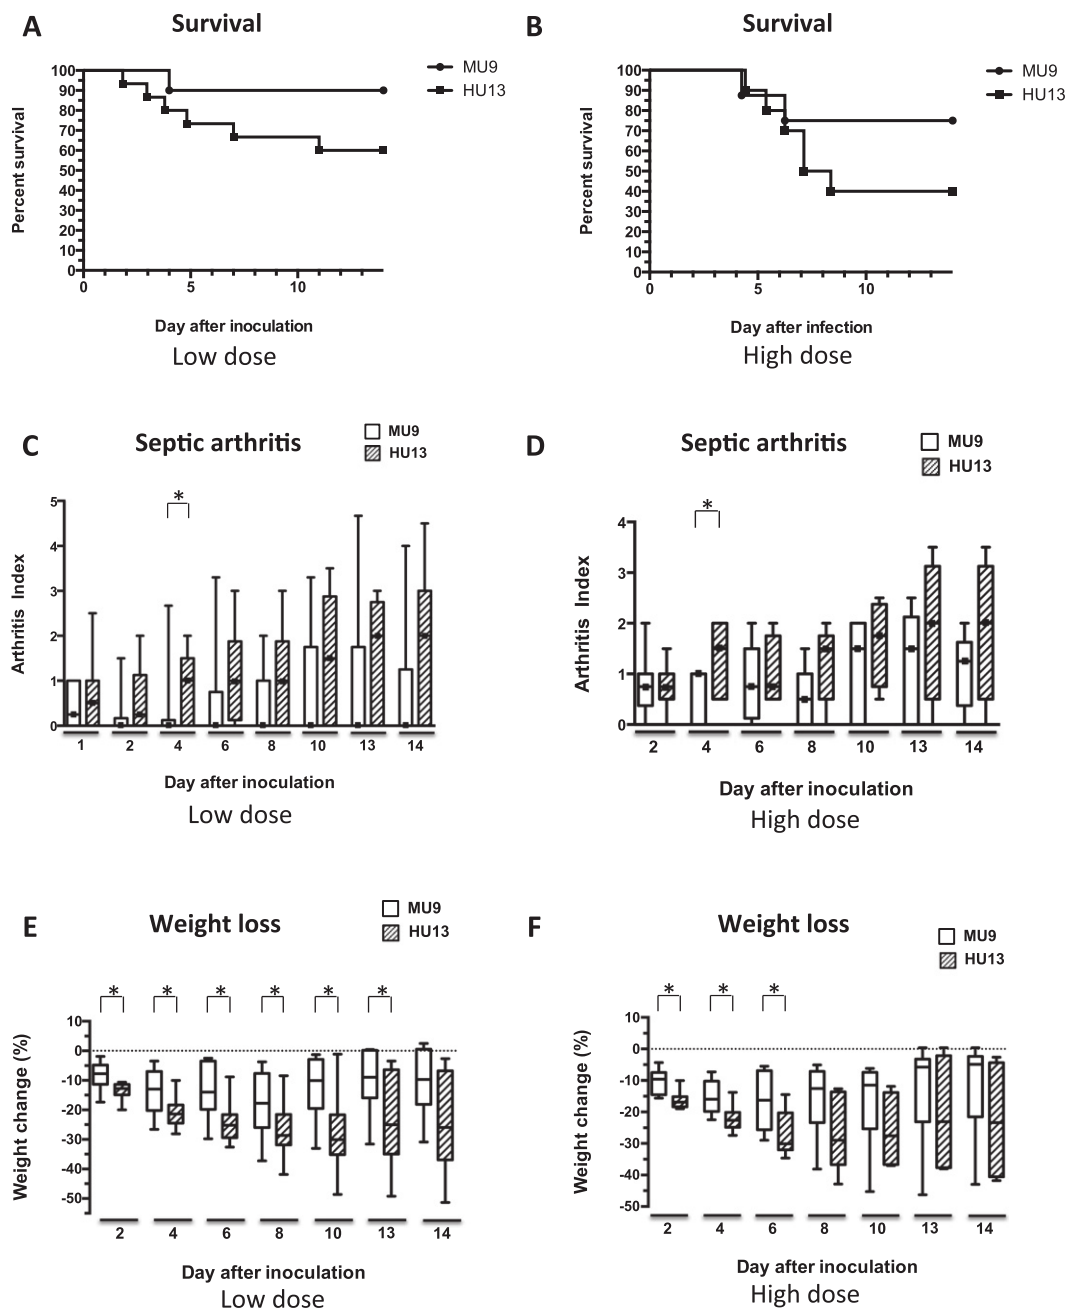 A
Survival
MU9
HU13
Percent survival
100
90
80
70
60
50
40
30
20
10
0
0 5 10
Day after inoculation
Low dose
B
Survival
MU9
HU13
Percent survival
100
90
80
70
60
50
40
30
20
10
0
0 5 10
Day after infection
High dose
C
Septic arthritis
MU9
HU13
*
Arthritis Index
5
4
3
2
1
0
1 2 4 6 8 10 13 14
Day after inoculation
Low dose
D
Septic arthritis
MU9
HU13
*
Arthritis Index
4
3
2
1
0
2 4 6 8 10 13 14
Day after inoculation
High dose
E
Weight loss
MU9
HU13
* * * * * *
Weight change (%)
10
0
-10
-20
-30
-40
-50
2 4 6 8 10 13 14
Day after inoculation
Low dose
F
Weight loss
MU9
HU13
* * *
Weight change (%)
10
0
-10
-20
-30
-40
-50
2 4 6 8 10 13 14
Day after inoculation
High dose